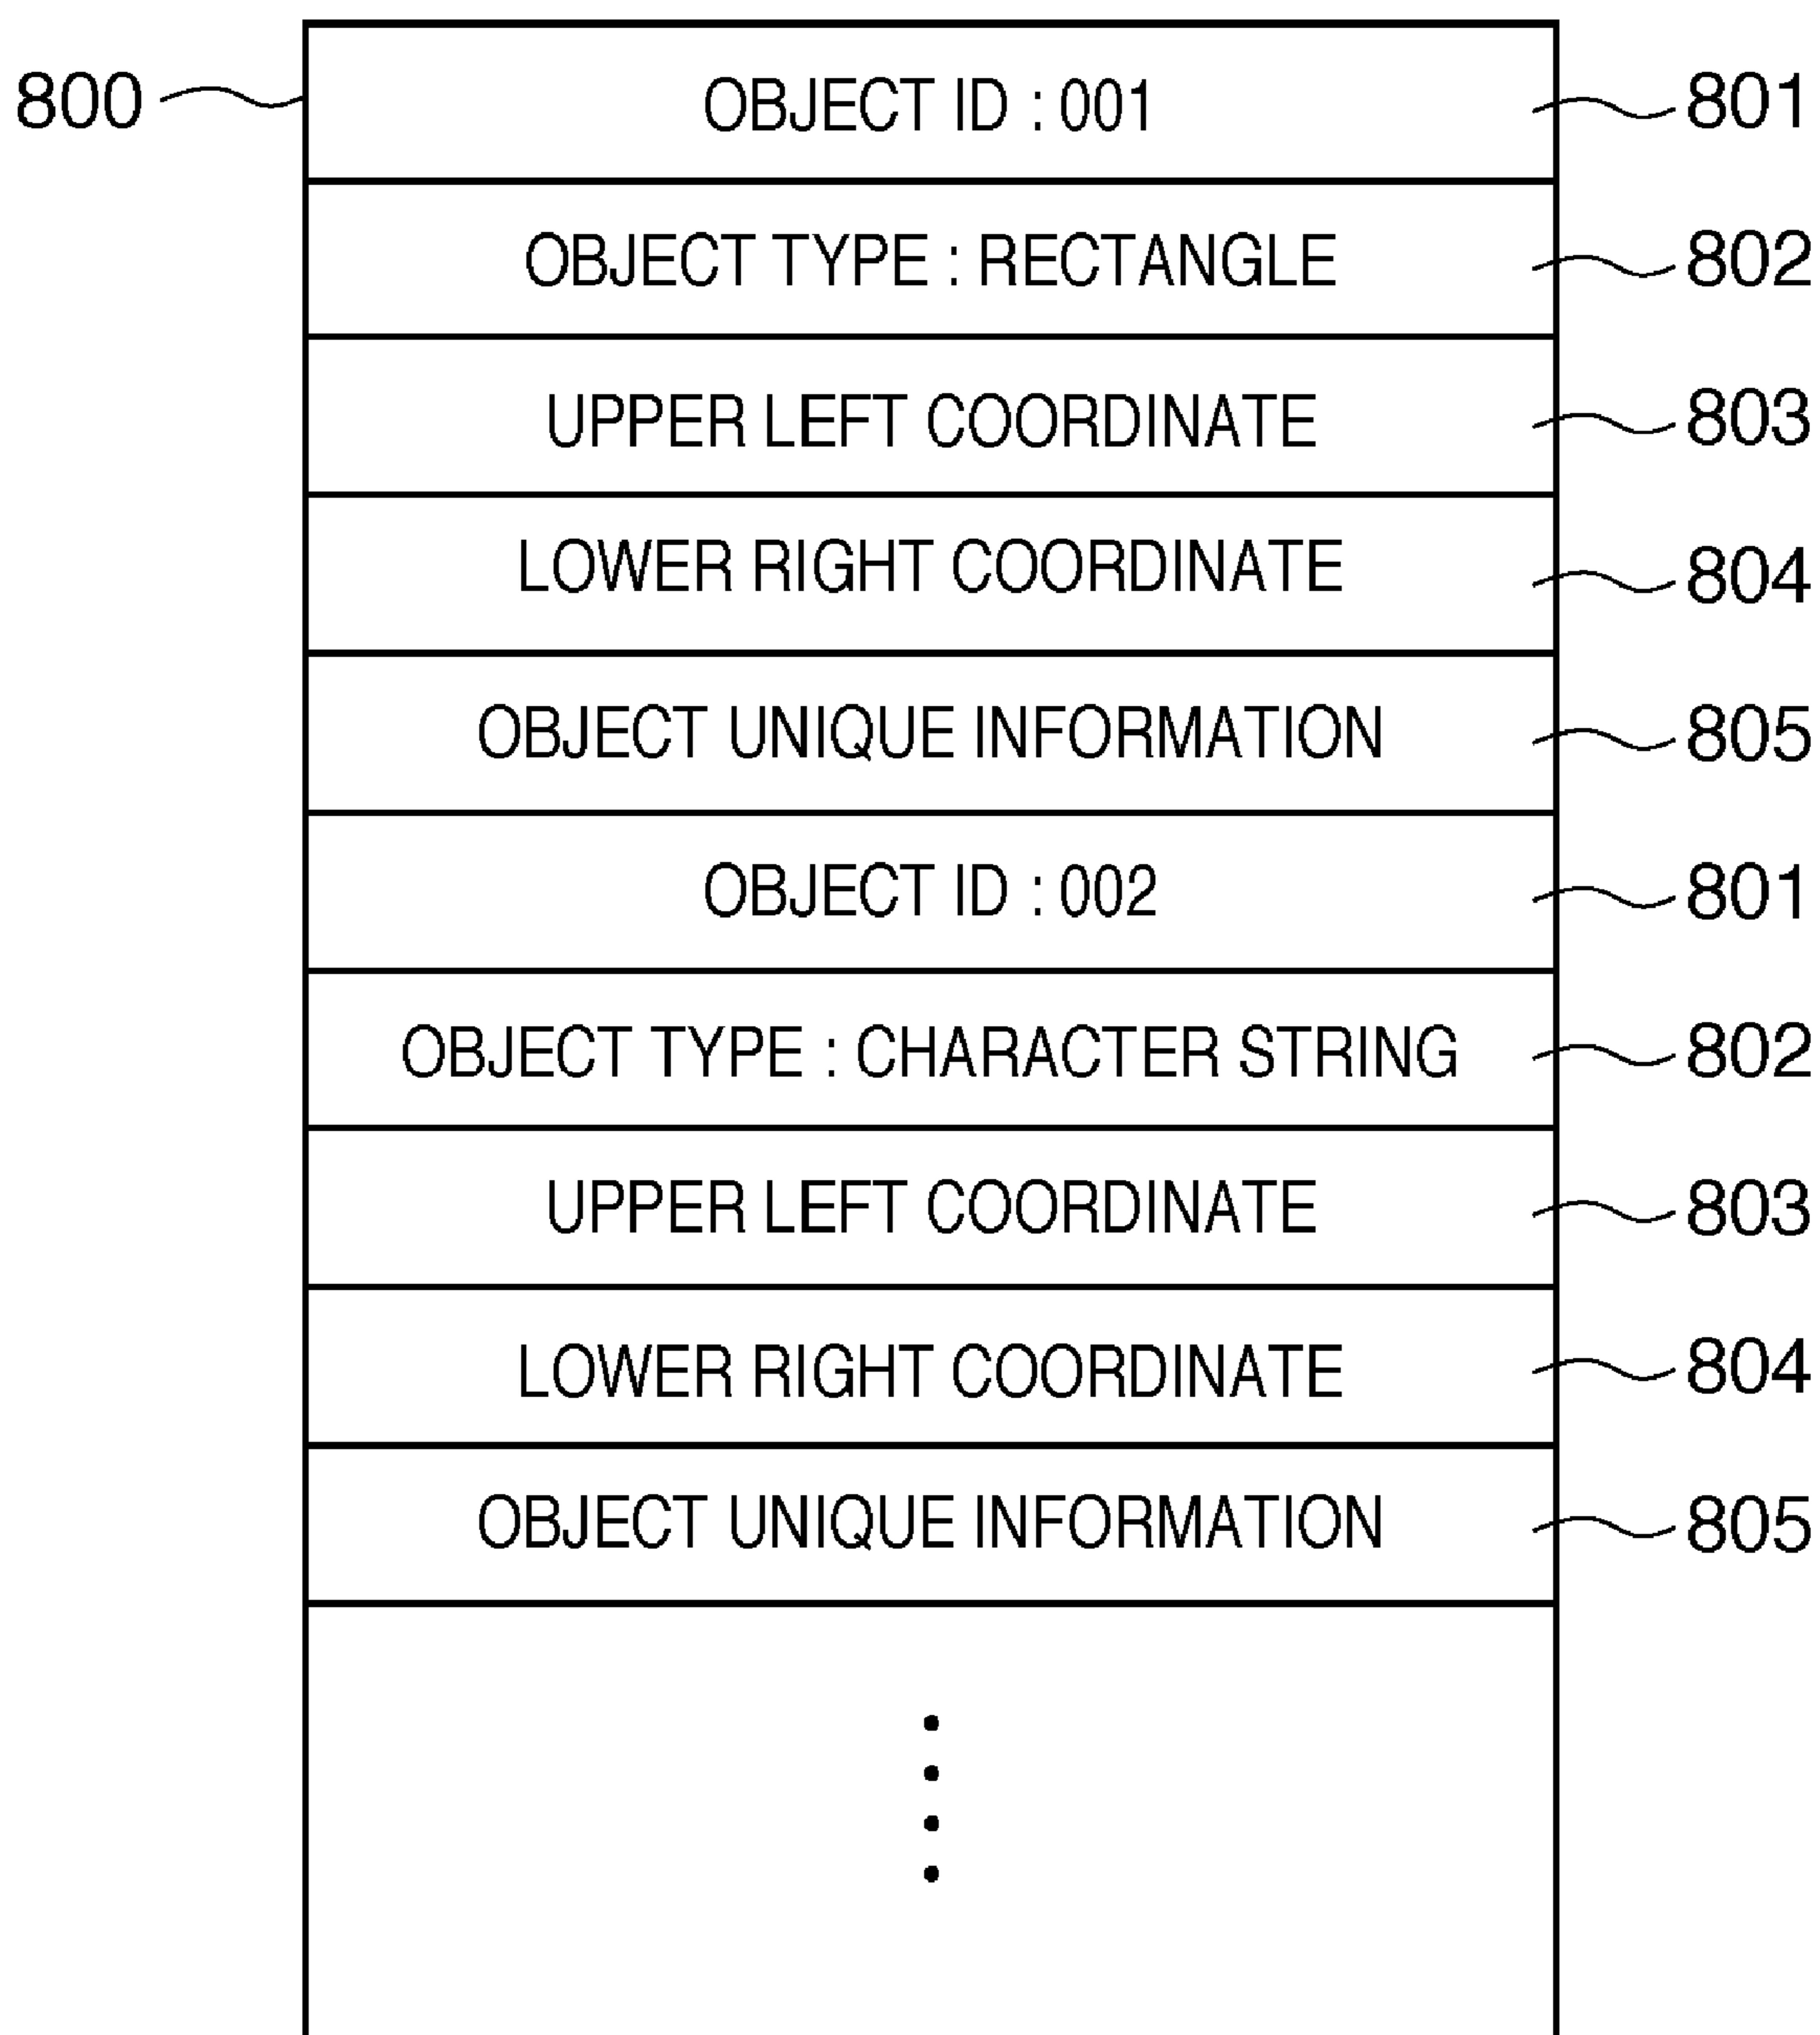 800 OBJECT ID : 001 801
OBJECT TYPE : RECTANGLE 802
UPPER LEFT COORDINATE 803
LOWER RIGHT COORDINATE 804
OBJECT UNIQUE INFORMATION 805
OBJECT ID : 002 801
OBJECT TYPE : CHARACTER STRING 802
UPPER LEFT COORDINATE 803
LOWER RIGHT COORDINATE 804
OBJECT UNIQUE INFORMATION 805